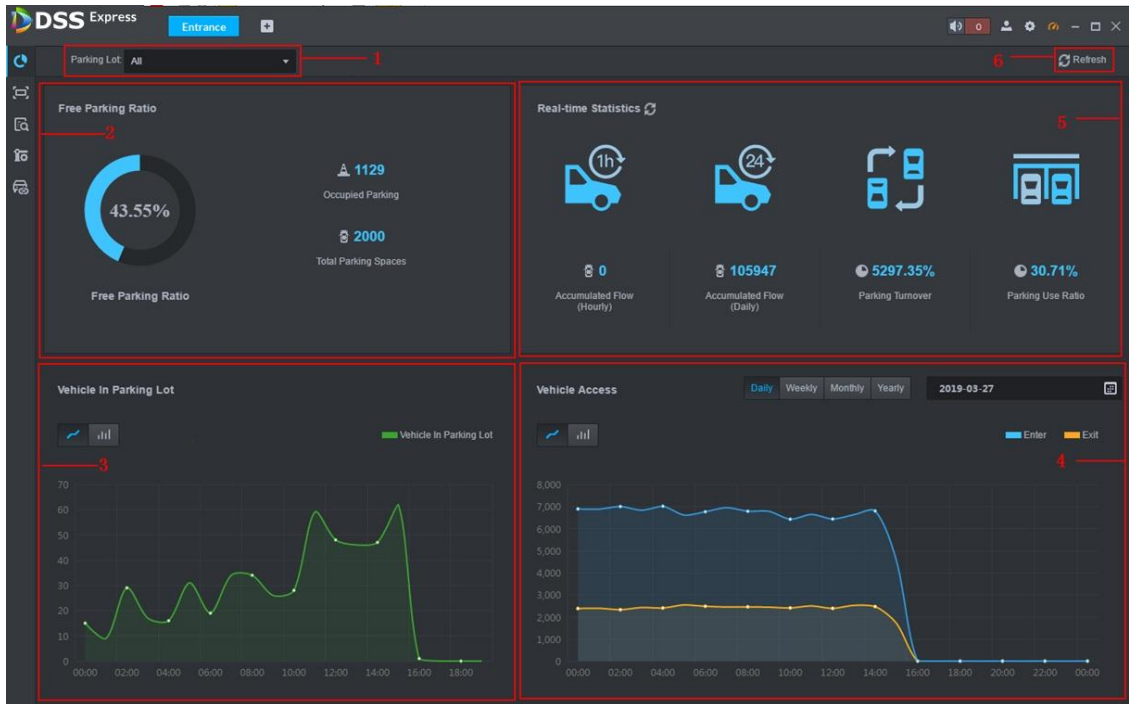 DSS Express
Entrance
0
Parking Lot: All
1
6
Refresh
Free Parking Ratio
2
43.55%
1129
Occupied Parking
2000
Total Parking Spaces
Free Parking Ratio
Real-time Statistics
5
1h
24
0
105947
5297.35%
30.71%
Accumulated Flow
(Hourly)
Accumulated Flow
(Daily)
Parking Turnover
Parking Use Ratio
Vehicle In Parking Lot
Vehicle In Parking Lot
3
70
60
50
40
30
20
10
0
00:00 02:00 04:00 06:00 08:00 10:00 12:00 14:00 16:00 18:00
Vehicle Access
Daily Weekly Monthly Yearly
2019-03-27
Enter Exit
4
8,000
7,000
6,000
5,000
4,000
3,000
2,000
1,000
0
00:00 02:00 04:00 06:00 08:00 10:00 12:00 14:00 16:00 18:00 20:00 22:00 00:00